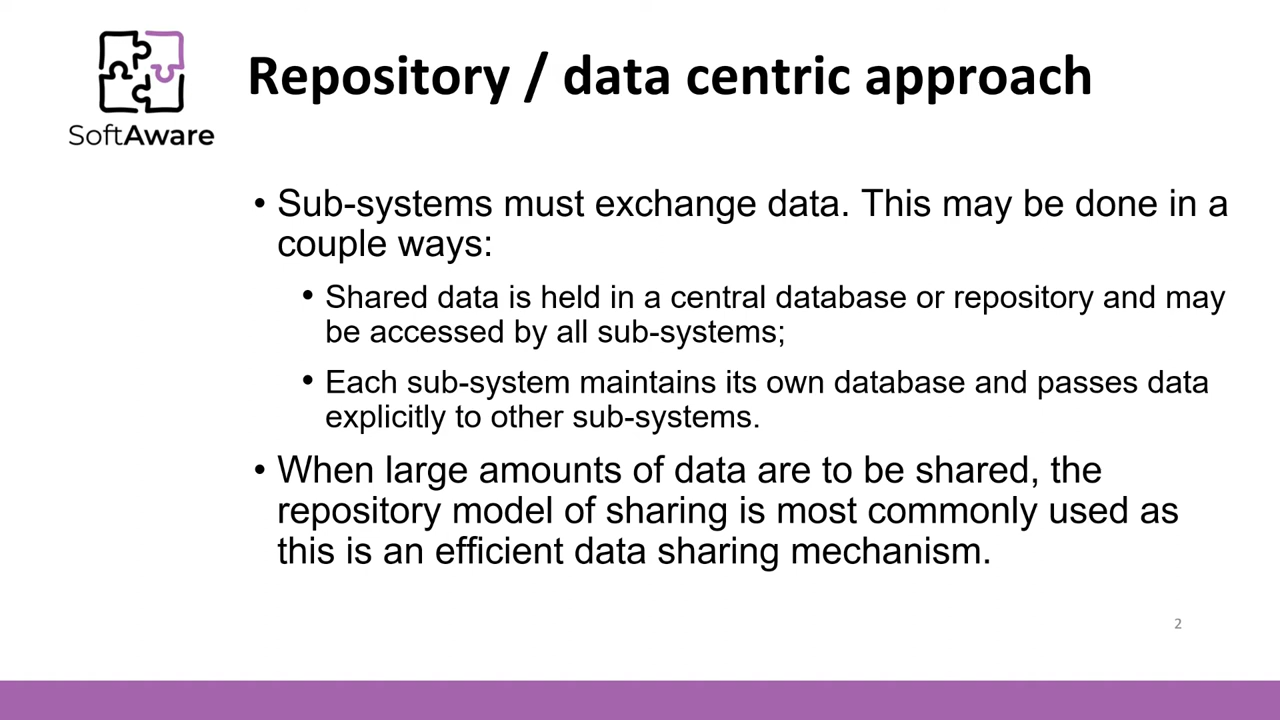 SoftAware
Repository / data centric approach
• Sub-systems must exchange data. This may be done in a
couple ways:
• Shared data is held in a central database or repository and may
be accessed by all sub-systems;
• Each sub-system maintains its own database and passes data
explicitly to other sub-systems.
• When large amounts of data are to be shared, the
repository model of sharing is most commonly used as
this is an efficient data sharing mechanism.
2